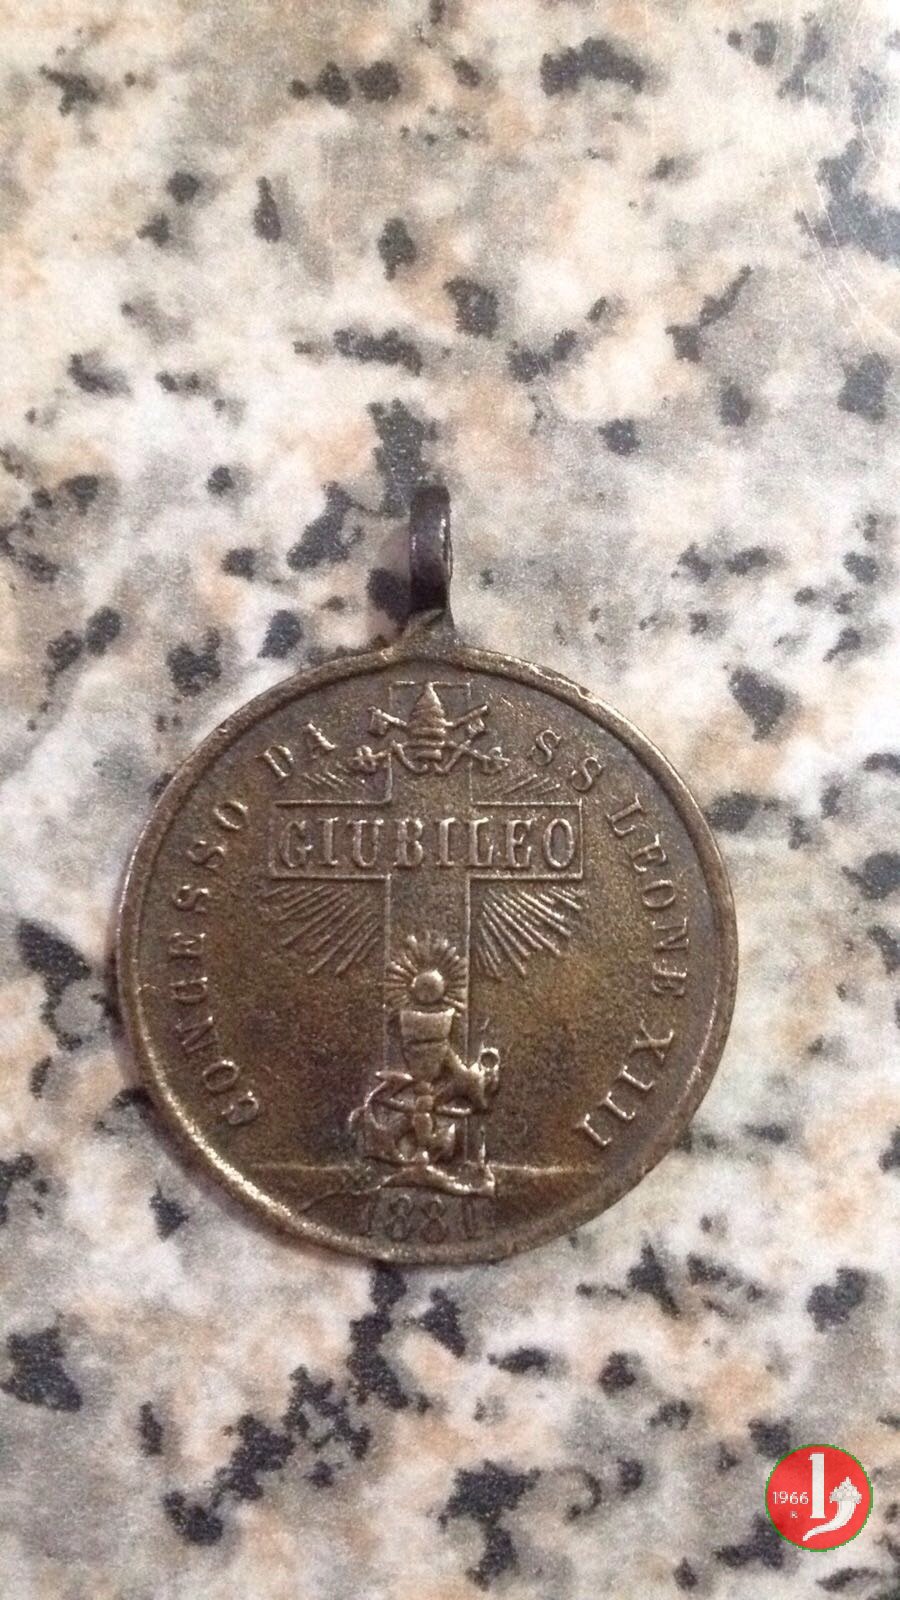 CONCESSO DA SS LEONE XIII
GIUBILEO
1881
1966
R